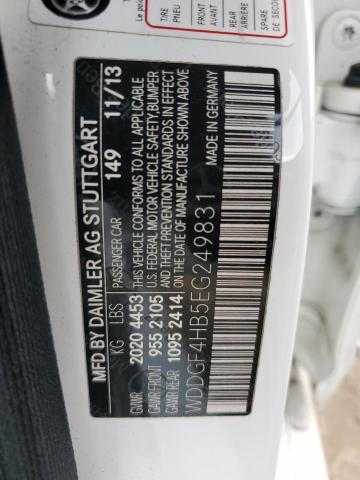 MFD BY DAIMLER AG STUTTGART
PASSENGER CAR 149 11/13
KG LBS
GVWR 2020 4453
GAWR FRONT 955 2105
GAWR REAR 1095 2414
THIS VEHICLE CONFORMS TO ALL APPLICABLE
U.S. FEDERAL MOTOR VEHICLE SAFETY, BUMPER
AND THEFT PREVENTION STANDARDS IN EFFECT
ON THE DATE OF MANUFACTURE SHOWN ABOVE
WDDGF4HB5EG249831
MADE IN GERMANY
TIRE
PNEU
FRONT
AVANT
REAR
ARRIÈRE
SPARE
DE SECOU